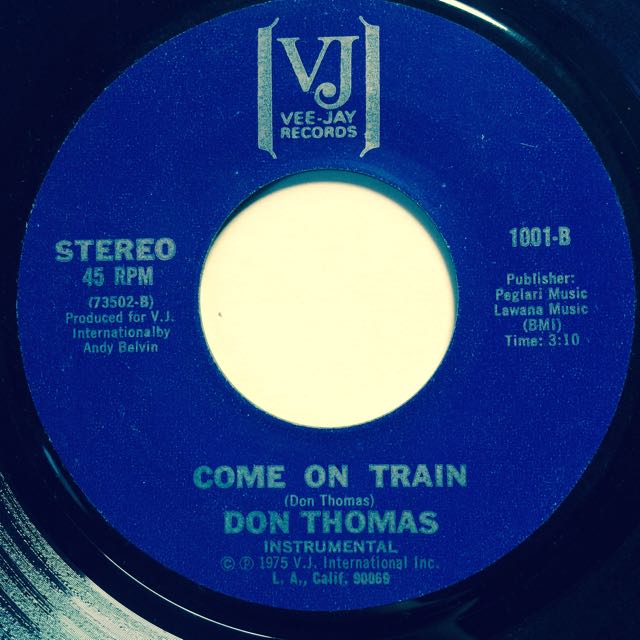 VJ
VEE-JAY
RECORDS
STEREO
45 RPM
(73502-B)
Produced for V.J.
Internationalby
Andy Belvin
1001-B
Publisher:
Peglari Music
Lawana Music
(BMI)
Time: 3:10
COME ON TRAIN
(Don Thomas)
DON THOMAS
INSTRUMENTAL
© ℗ 1975 V.J. International Inc.
L. A., Calif. 90069